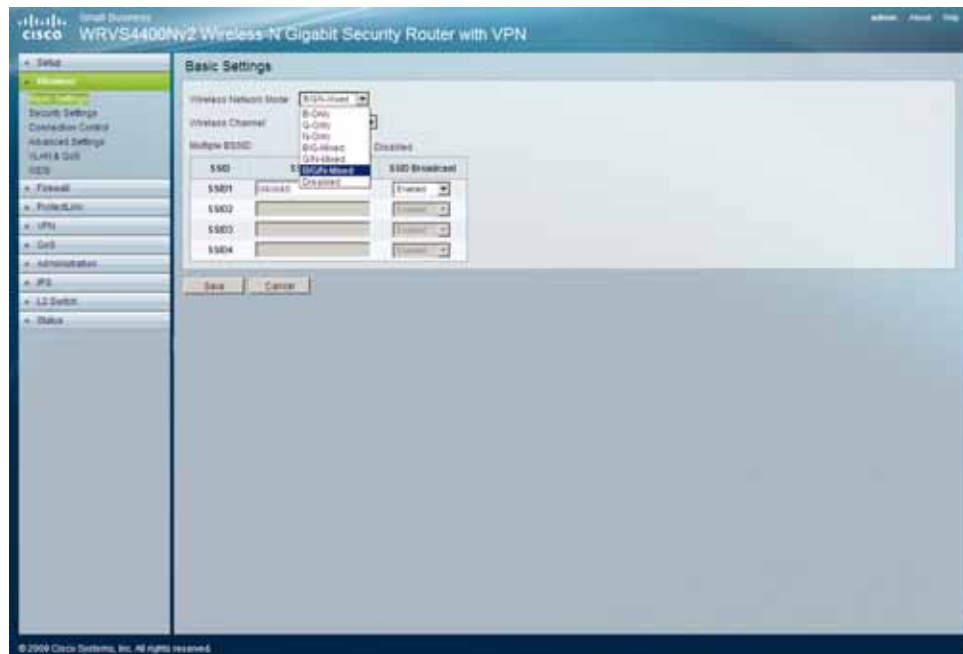 Small Business
cisco WRVS4400Nv2 Wireless-N Gigabit Security Router with VPN
admin About Help
Setup
Wireless
Basic Settings
Security Settings
Connection Control
Advanced Settings
VLAN & QoS
WDS
Firewall
ProtectLink
VPN
QoS
Administration
IPS
L2 Switch
Status
Basic Settings
Wireless Network Mode: B/G/N-Mixed
B-Only
G-Only
N-Only
B/G-Mixed
G/N-Mixed
B/G/N-Mixed
Disabled
Wireless Channel:
Multiple BSSID: Disabled
SSID SSID Broadcast
SSID1 Enabled
SSID2 Enabled
SSID3 Enabled
SSID4 Enabled
Save Cancel
© 2009 Cisco Systems, Inc. All rights reserved.